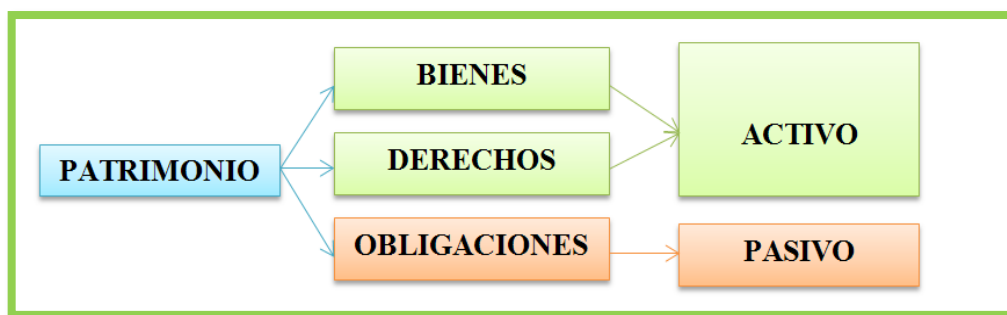 PATRIMONIO
BIENES
DERECHOS
OBLIGACIONES
ACTIVO
PASIVO